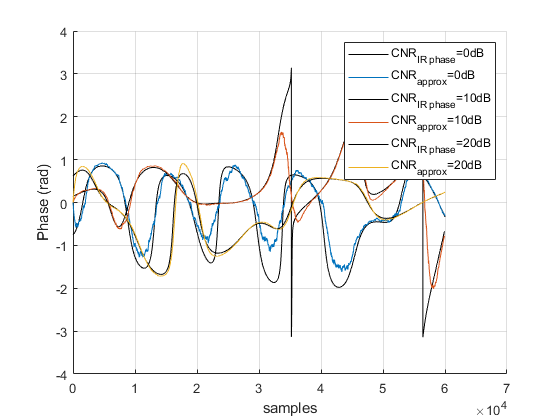 4
3
2
1
0
-1
-2
-3
-4
Phase (rad)
CNR_IR phase=0dB
CNR_approx=0dB
CNR_IR phase=10dB
CNR_approx=10dB
CNR_IR phase=20dB
CNR_approx=20dB
0 1 2 3 4 5 6 7
samples
×10^4